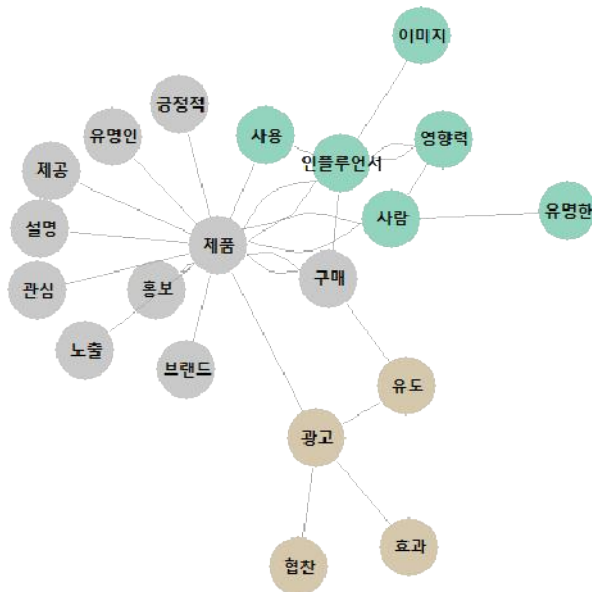 이미지
긍정적
유명인
사용
영향력
인플루언서
제공
사람
유명한
설명
제품
관심
홍보
구매
노출
브랜드
유도
광고
효과
협찬